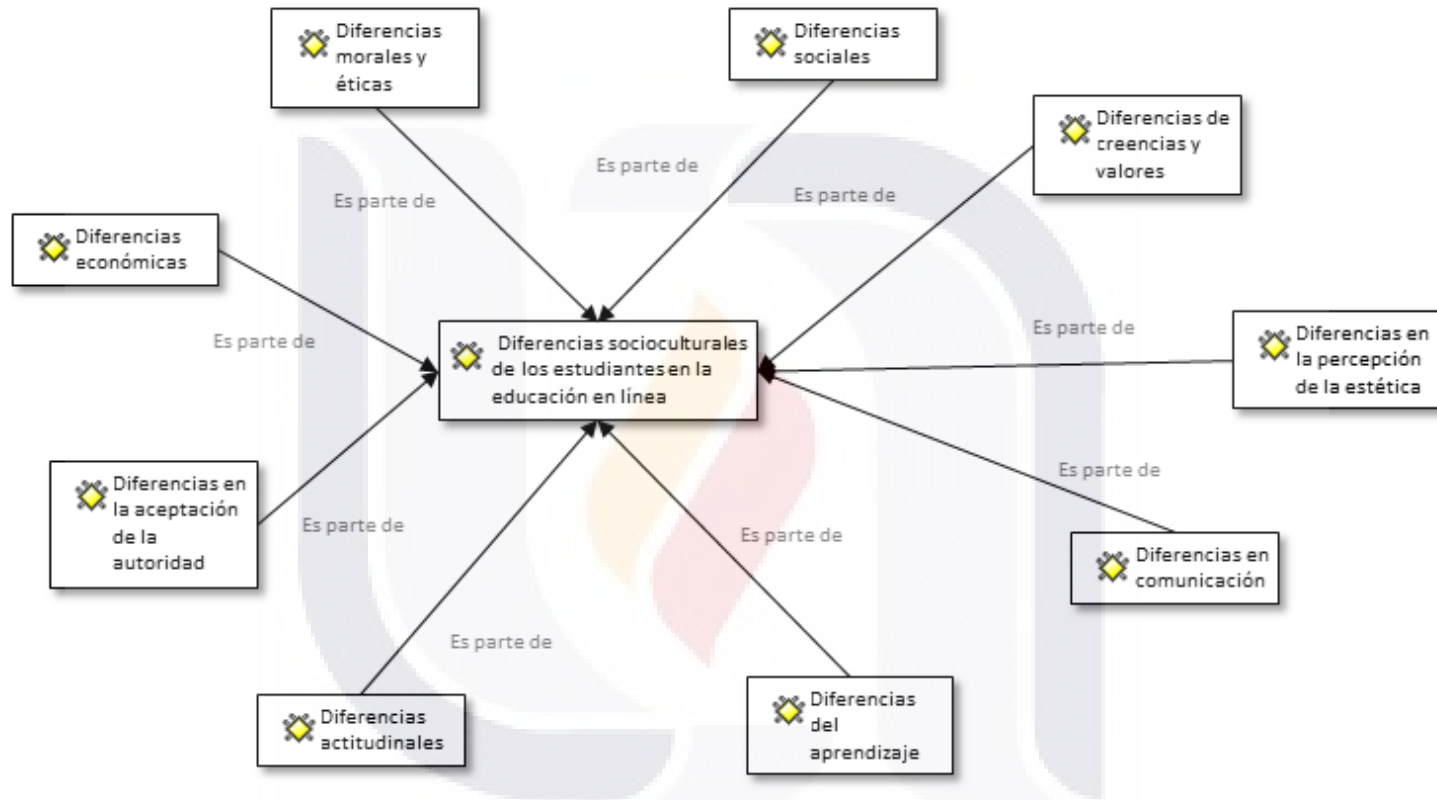 Diferencias
morales y
éticas
Diferencias
sociales
Diferencias de
creencias y
valores
Es parte de
Es parte de
Es parte de
Diferencias
económicas
Es parte de
Diferencias socioculturales
de los estudiantes en la
educación en línea
Es parte de
Diferencias en
la percepción
de la estética
Diferencias en
la aceptación
de la
autoridad
Es parte de
Es parte de
Es parte de
Diferencias en
comunicación
Es parte de
Diferencias
actitudinales
Diferencias
del
aprendizaje